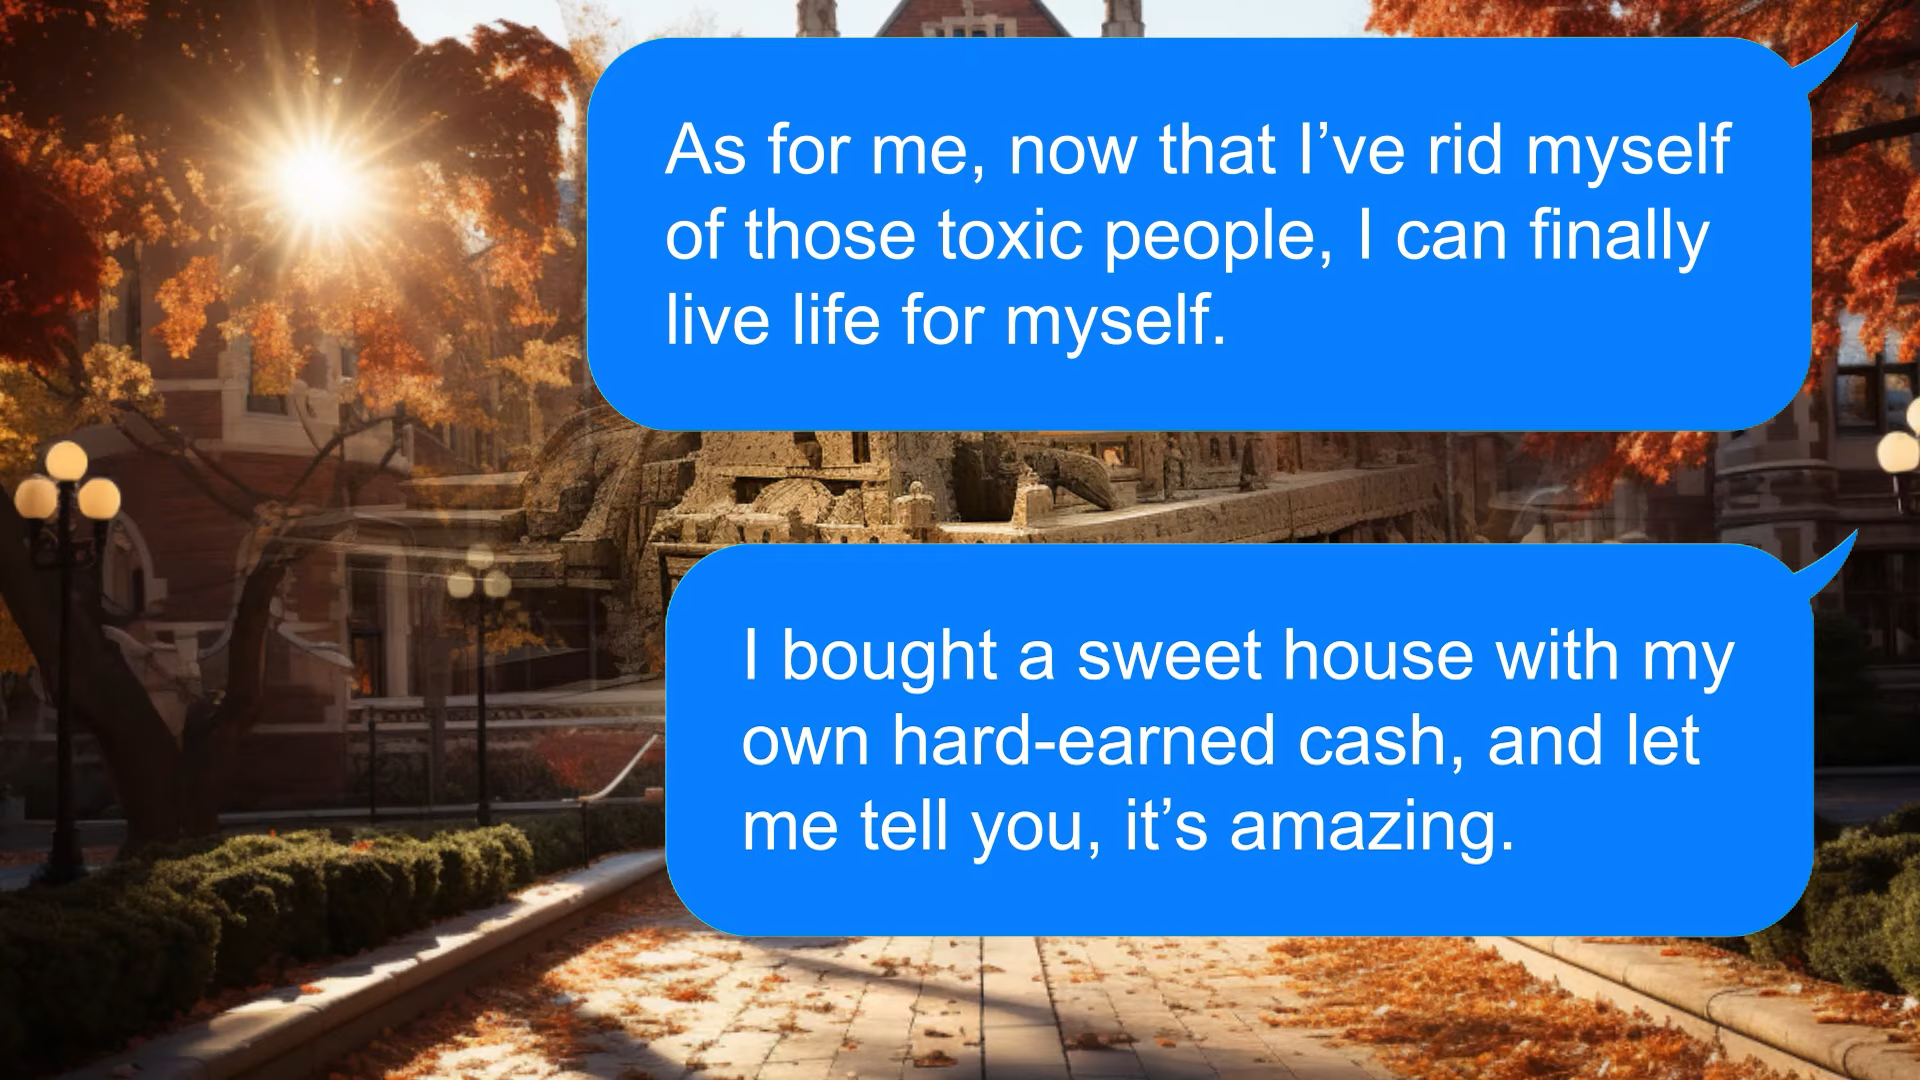 As for me, now that I’ve rid myself
of those toxic people, I can finally
live life for myself.
I bought a sweet house with my
own hard-earned cash, and let
me tell you, it’s amazing.